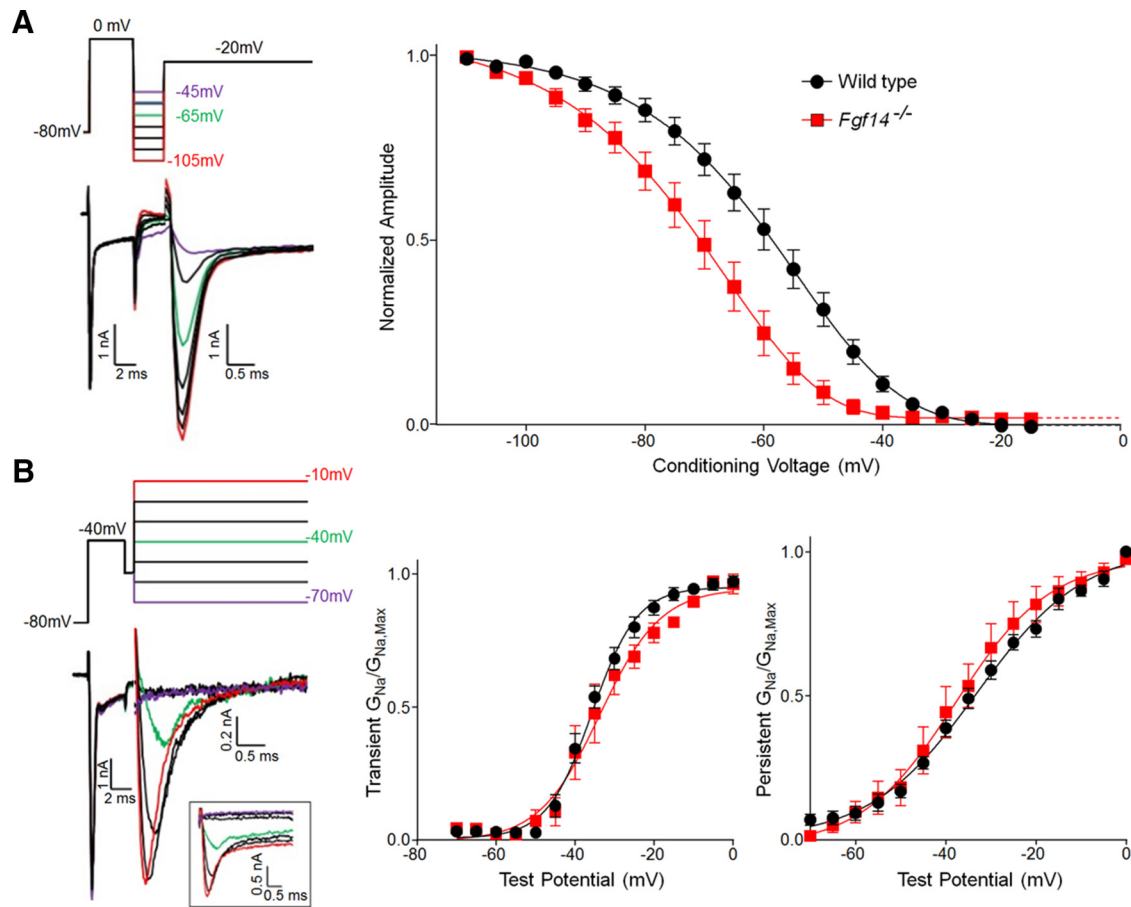 A
0 mV
-20mV
-45mV
-65mV
-80mV
-105mV
1 nA
2 ms
1 nA
0.5 ms
Normalized Amplitude
1.0
0.5
0.0
-100
-80
-60
-40
-20
0
Conditioning Voltage (mV)
Wild type
Fgf14-/-
B
-10mV
-40mV
-40mV
-70mV
-80mV
1 nA
2 ms
0.2 nA
0.5 ms
0.5 nA
0.5 ms
Transient GNa/GNa,Max
1.0
0.5
0.0
-80
-60
-40
-20
0
Test Potential (mV)
Persistent GNa/GNa,Max
1.0
0.5
0.0
-60
-40
-20
0
Test Potential (mV)